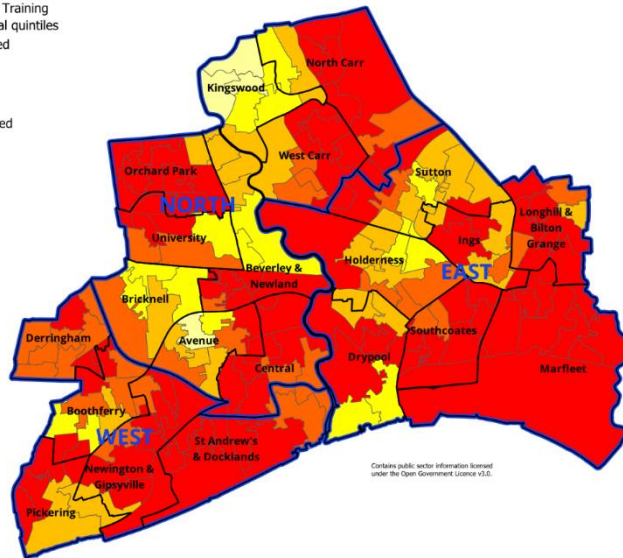 Training
al quintiles
ed
ed
North Carr
Kingswood
West Carr
Orchard Park
Sutton
NORTH
University
Longhill &
Bilton
Grange
Ings
Holderness
EAST
Beverley &
Newland
Bricknell
Derringham
Avenue
Southcoates
Drypool
Central
Marfleet
Boothferry
WEST
St Andrew's
& Docklands
Newington &
Gipsyville
Pickering
Contains public sector information licensed
under the Open Government Licence v3.0.